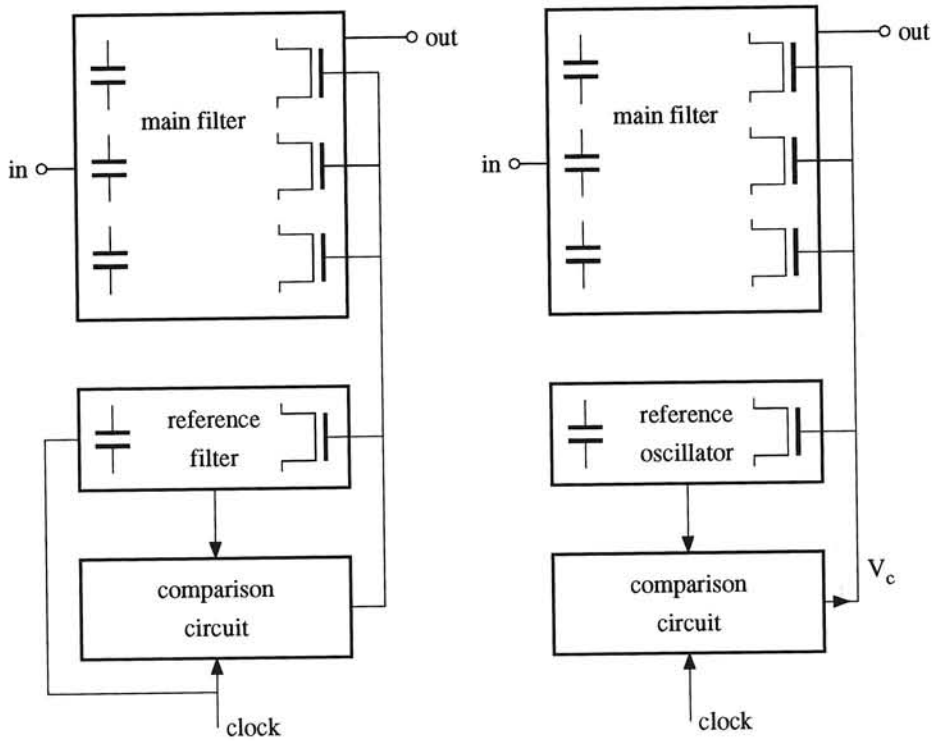 out
main filter
in
reference
filter
comparison
circuit
clock
out
main filter
in
reference
oscillator
V_c
comparison
circuit
clock